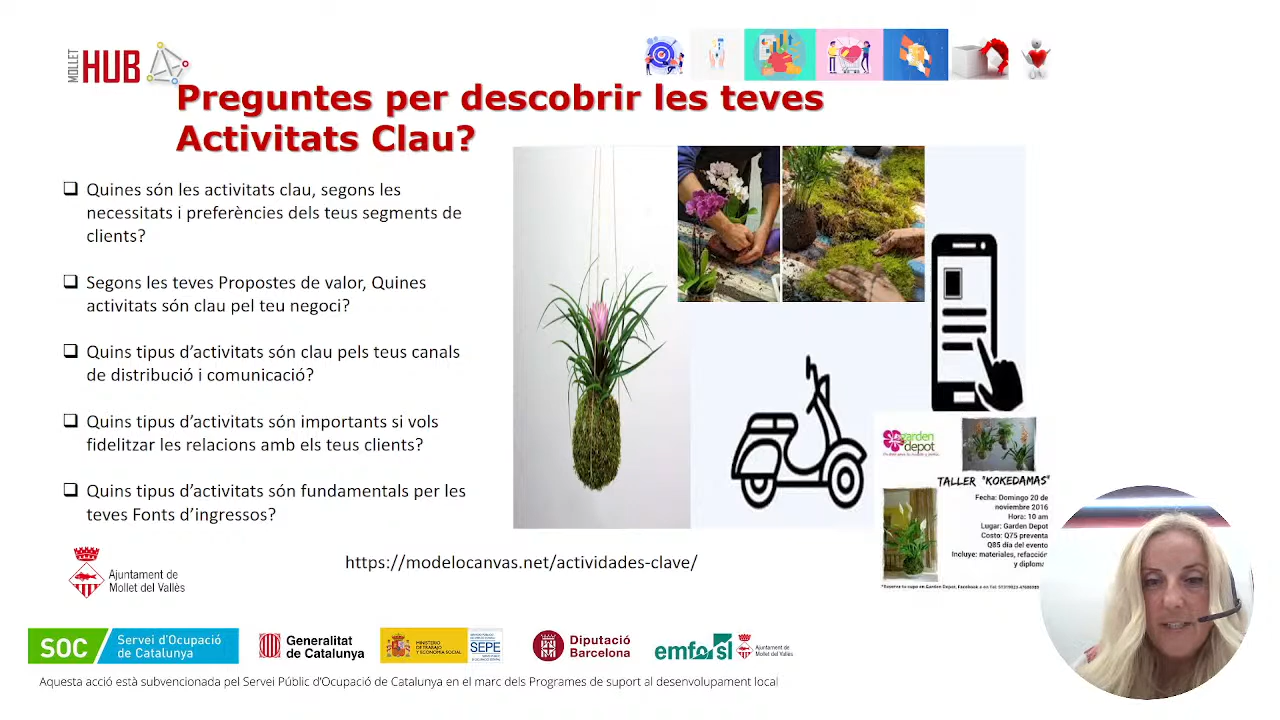 MOLLET
HUB
Preguntes per descobrir les teves
Activitats Clau?
Quines són les activitats clau, segons les
necessitats i preferències dels teus segments de
clients?
Segons les teves Propostes de valor, Quines
activitats són clau pel teu negoci?
Quins tipus d’activitats són clau pels teus canals
de distribució i comunicació?
Quins tipus d’activitats són importants si vols
fidelitzar les relacions amb els teus clients?
Quins tipus d’activitats són fundamentals per les
teves Fonts d’ingressos?
garden
depot
TALLER "KOKEDAMAS"
Fecha: Domingo 20 de
noviembre 2016
Hora: 10 am
Lugar: Garden Depot
Costo: Q75 preventa
Q85 día del evento
Incluye: materiales, refacción
y diploma
https://modelocanvas.net/actividades-clave/
Ajuntament de
Mollet del Vallès
SOC
Servei d’Ocupació
de Catalunya
Generalitat
de Catalunya
MINISTERIO
DE TRABAJO
Y ECONOMÍA SOCIAL
SEPE
Diputació
Barcelona
emforsl
Ajuntament de
Mollet del Vallès
Aquesta acció està subvencionada pel Servei Públic d’Ocupació de Catalunya en el marc dels Programes de suport al desenvolupament local